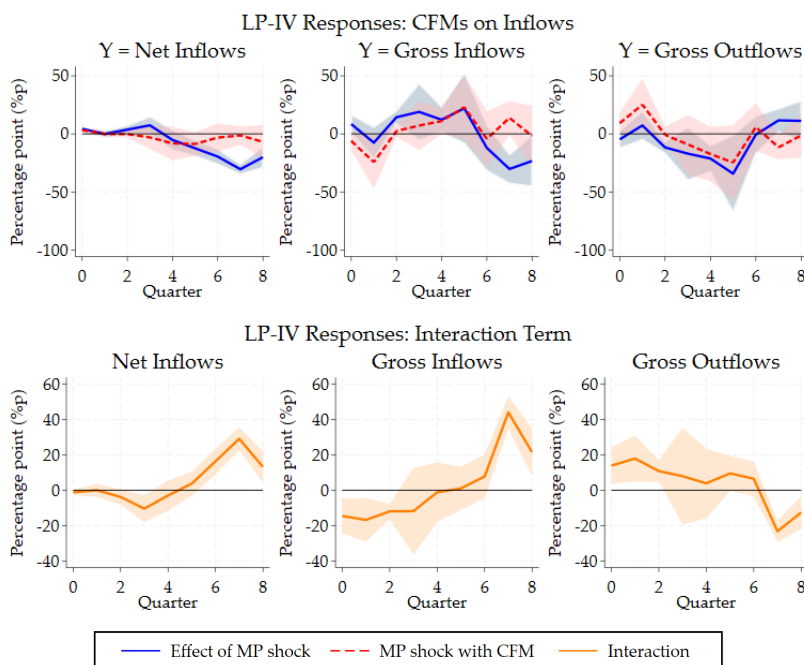 LP-IV Responses: CFMs on Inflows
Y = Net Inflows
Y = Gross Inflows
Y = Gross Outflows
Percentage point (%p)
50
0
-50
-100
0 2 4 6 8
Quarter
Percentage point (%p)
50
0
-50
-100
0 2 4 6 8
Quarter
Percentage point (%p)
50
0
-50
-100
0 2 4 6 8
Quarter
LP-IV Responses: Interaction Term
Net Inflows
Gross Inflows
Gross Outflows
Percentage point (%p)
60
40
20
0
-20
-40
0 2 4 6 8
Quarter
Percentage point (%p)
60
40
20
0
-20
-40
0 2 4 6 8
Quarter
Percentage point (%p)
60
40
20
0
-20
-40
0 2 4 6 8
Quarter
Effect of MP shock
MP shock with CFM
Interaction